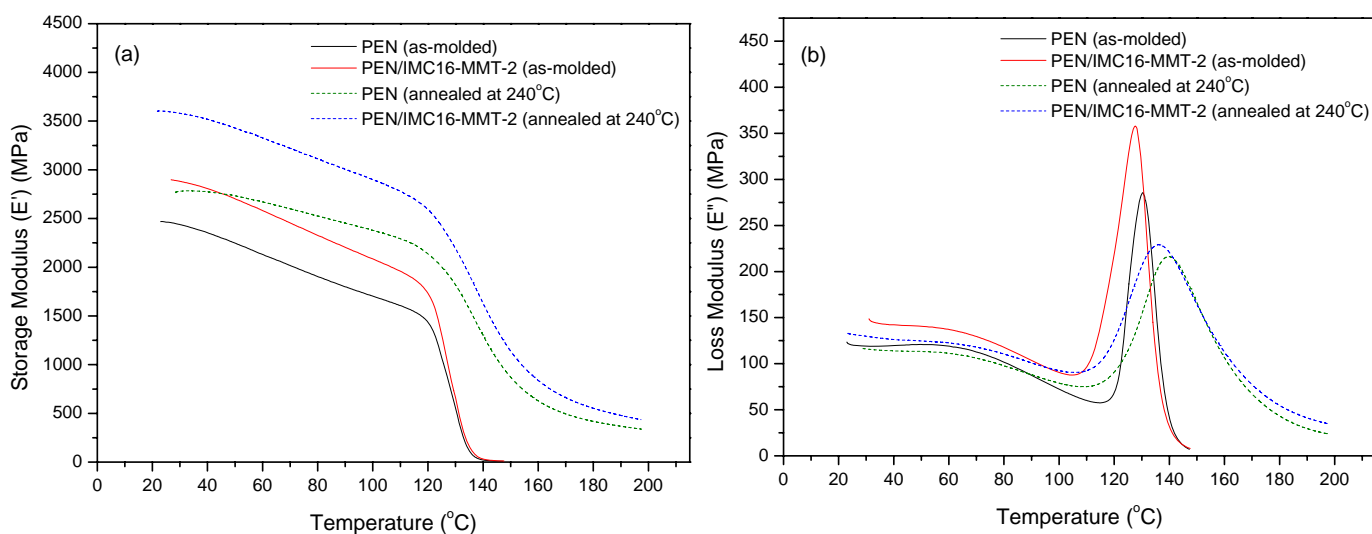 (a)
PEN (as-molded)
PEN/IMC16-MMT-2 (as-molded)
PEN (annealed at 240°C)
PEN/IMC16-MMT-2 (annealed at 240°C)
Storage Modulus (E') (MPa)
4500
4000
3500
3000
2500
2000
1500
1000
500
0
0 20 40 60 80 100 120 140 160 180 200
Temperature (°C)
(b)
PEN (as-molded)
PEN/IMC16-MMT-2 (as-molded)
PEN (annealed at 240°C)
PEN/IMC16-MMT-2 (annealed at 240°C)
Loss Modulus (E") (MPa)
450
400
350
300
250
200
150
100
50
0
0 20 40 60 80 100 120 140 160 180 200
Temperature (°C)